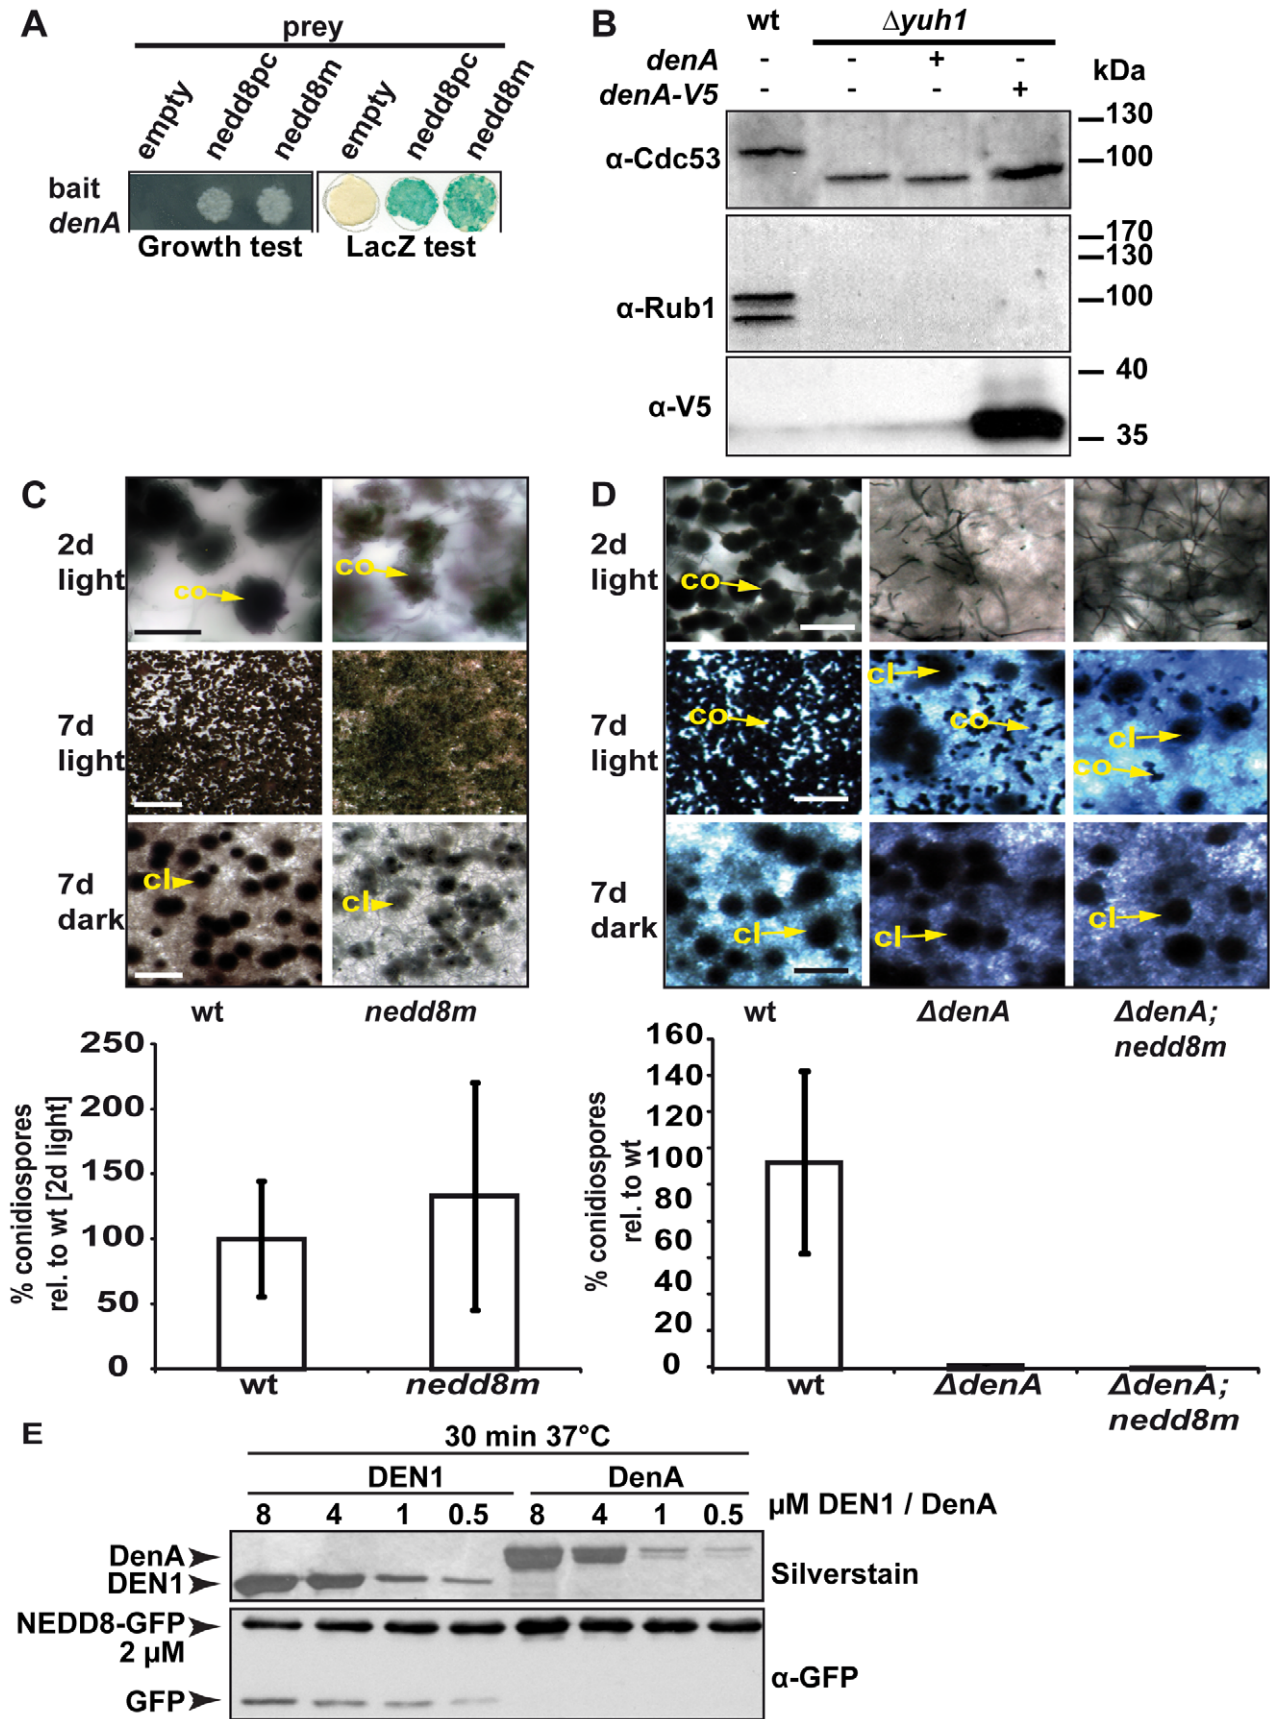 A
prey
empty
nedd8pc
nedd8m
empty
nedd8pc
nedd8m
bait
denA
Growth test
LacZ test
B
wt
Δyuh1
denA
- - + -
denA-V5
- - - +
kDa
α-Cdc53
130
100
α-Rub1
170
130
100
α-V5
40
35
C
2d
light
co
co
7d
light
7d
dark
cl
cl
wt
nedd8m
% conidiospores
rel. to wt [2d light]
250
200
150
100
50
0
wt
nedd8m
D
2d
light
co
7d
light
co
cl
co
cl
co
7d
dark
cl
cl
cl
wt
ΔdenA
ΔdenA;
nedd8m
% conidiospores
rel. to wt
160
140
120
100
80
60
40
20
0
wt
ΔdenA
ΔdenA;
nedd8m
E
30 min 37°C
DEN1
DenA
8 4 1 0.5 8 4 1 0.5
µM DEN1 / DenA
DenA
DEN1
Silverstain
NEDD8-GFP
2 µM
GFP
α-GFP